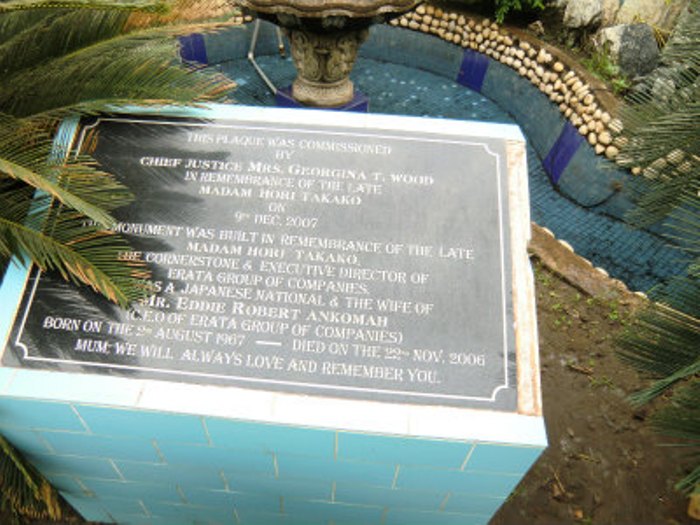 THIS PLAQUE WAS COMMISSIONED
BY
CHIEF JUSTICE MRS. GEORGINA T. WOOD
IN REMEMBRANCE OF THE LATE
MADAM HORI TAKAKO
ON
9TH DEC. 2007
MONUMENT WAS BUILT IN REMEMBRANCE OF THE LATE
MADAM HORI TAKAKO,
THE CORNERSTONE & EXECUTIVE DIRECTOR OF
ERATA GROUP OF COMPANIES.
A JAPANESE NATIONAL & THE WIFE OF
MR. EDDIE ROBERT ANKOMAH
(C.E.O OF ERATA GROUP OF COMPANIES)
BORN ON THE 2ND AUGUST 1967 — DIED ON THE 22ND NOV. 2006
MUM; WE WILL ALWAYS LOVE AND REMEMBER YOU.